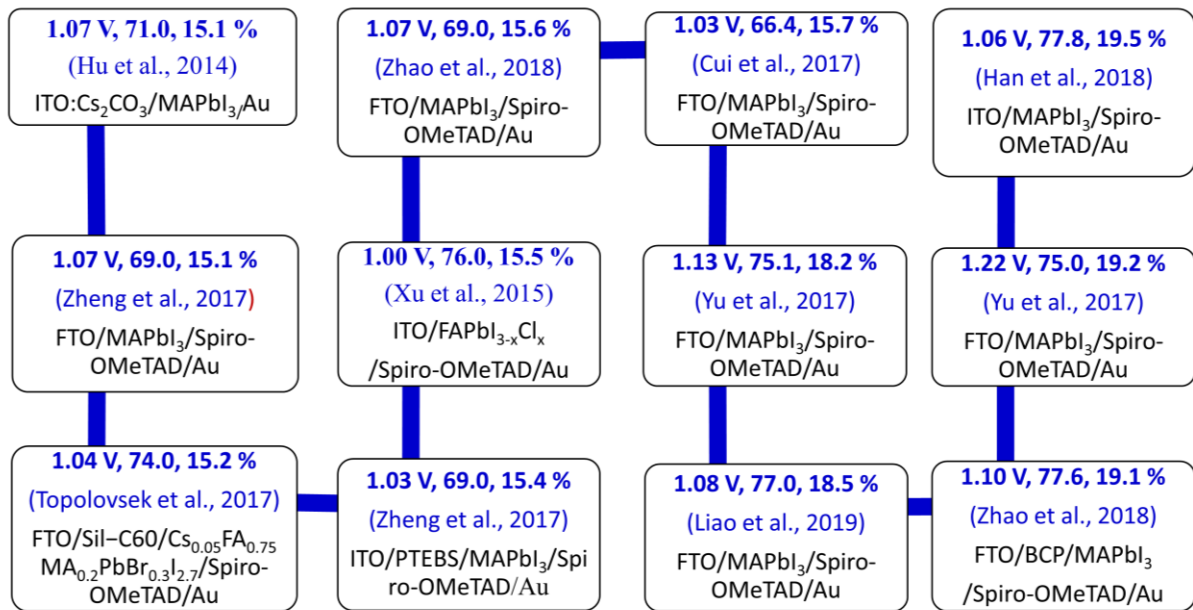 1.07 V, 71.0, 15.1 %
(Hu et al., 2014)
ITO:Cs₂CO₃/MAPbI₃/Au
1.07 V, 69.0, 15.6 %
(Zhao et al., 2018)
FTO/MAPbI₃/Spiro-
OMeTAD/Au
1.03 V, 66.4, 15.7 %
(Cui et al., 2017)
FTO/MAPbI₃/Spiro-
OMeTAD/Au
1.06 V, 77.8, 19.5 %
(Han et al., 2018)
ITO/MAPbI₃/Spiro-
OMeTAD/Au
1.07 V, 69.0, 15.1 %
(Zheng et al., 2017)
FTO/MAPbI₃/Spiro-
OMeTAD/Au
1.00 V, 76.0, 15.5 %
(Xu et al., 2015)
ITO/FAPbI₃₋ₓClₓ
/Spiro-OMeTAD/Au
1.13 V, 75.1, 18.2 %
(Yu et al., 2017)
FTO/MAPbI₃/Spiro-
OMeTAD/Au
1.22 V, 75.0, 19.2 %
(Yu et al., 2017)
FTO/MAPbI₃/Spiro-
OMeTAD/Au
1.04 V, 74.0, 15.2 %
(Topolovsek et al., 2017)
FTO/Sil–C60/Cs₀.₀₅FA₀.₇₅
MA₀.₂PbBr₀.₃I₂.₇/Spiro-
OMeTAD/Au
1.03 V, 69.0, 15.4 %
(Zheng et al., 2017)
ITO/PTEBS/MAPbI₃/Spi
ro-OMeTAD/Au
1.08 V, 77.0, 18.5 %
(Liao et al., 2019)
FTO/MAPbI₃/Spiro-
OMeTAD/Au
1.10 V, 77.6, 19.1 %
(Zhao et al., 2018)
FTO/BCP/MAPbI₃
/Spiro-OMeTAD/Au